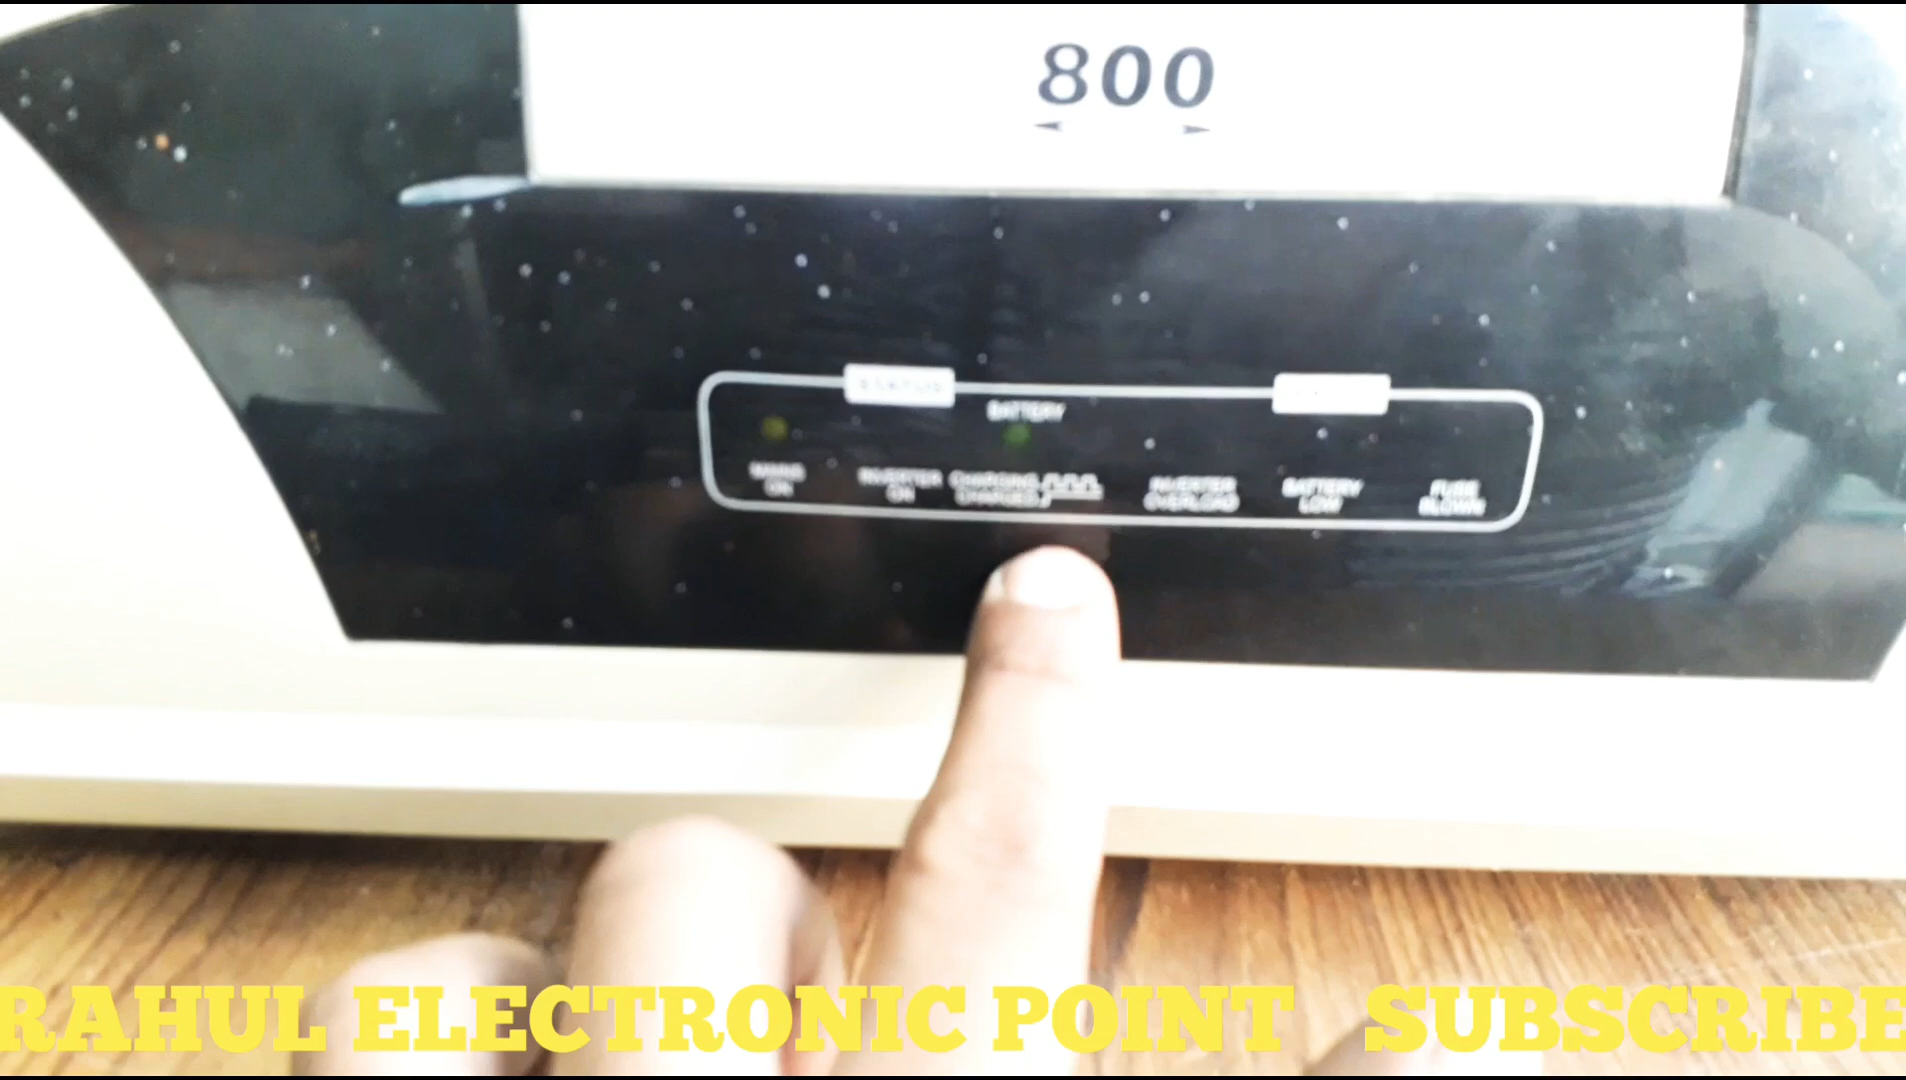 800
STATUS
BATTERY
MAINS ON
INVERTER ON
CHARGING
CHARGED
INVERTER OVERLOAD
BATTERY LOW
FUSE BLOWN
RAHUL ELECTRONIC POINT SUBSCRIBE